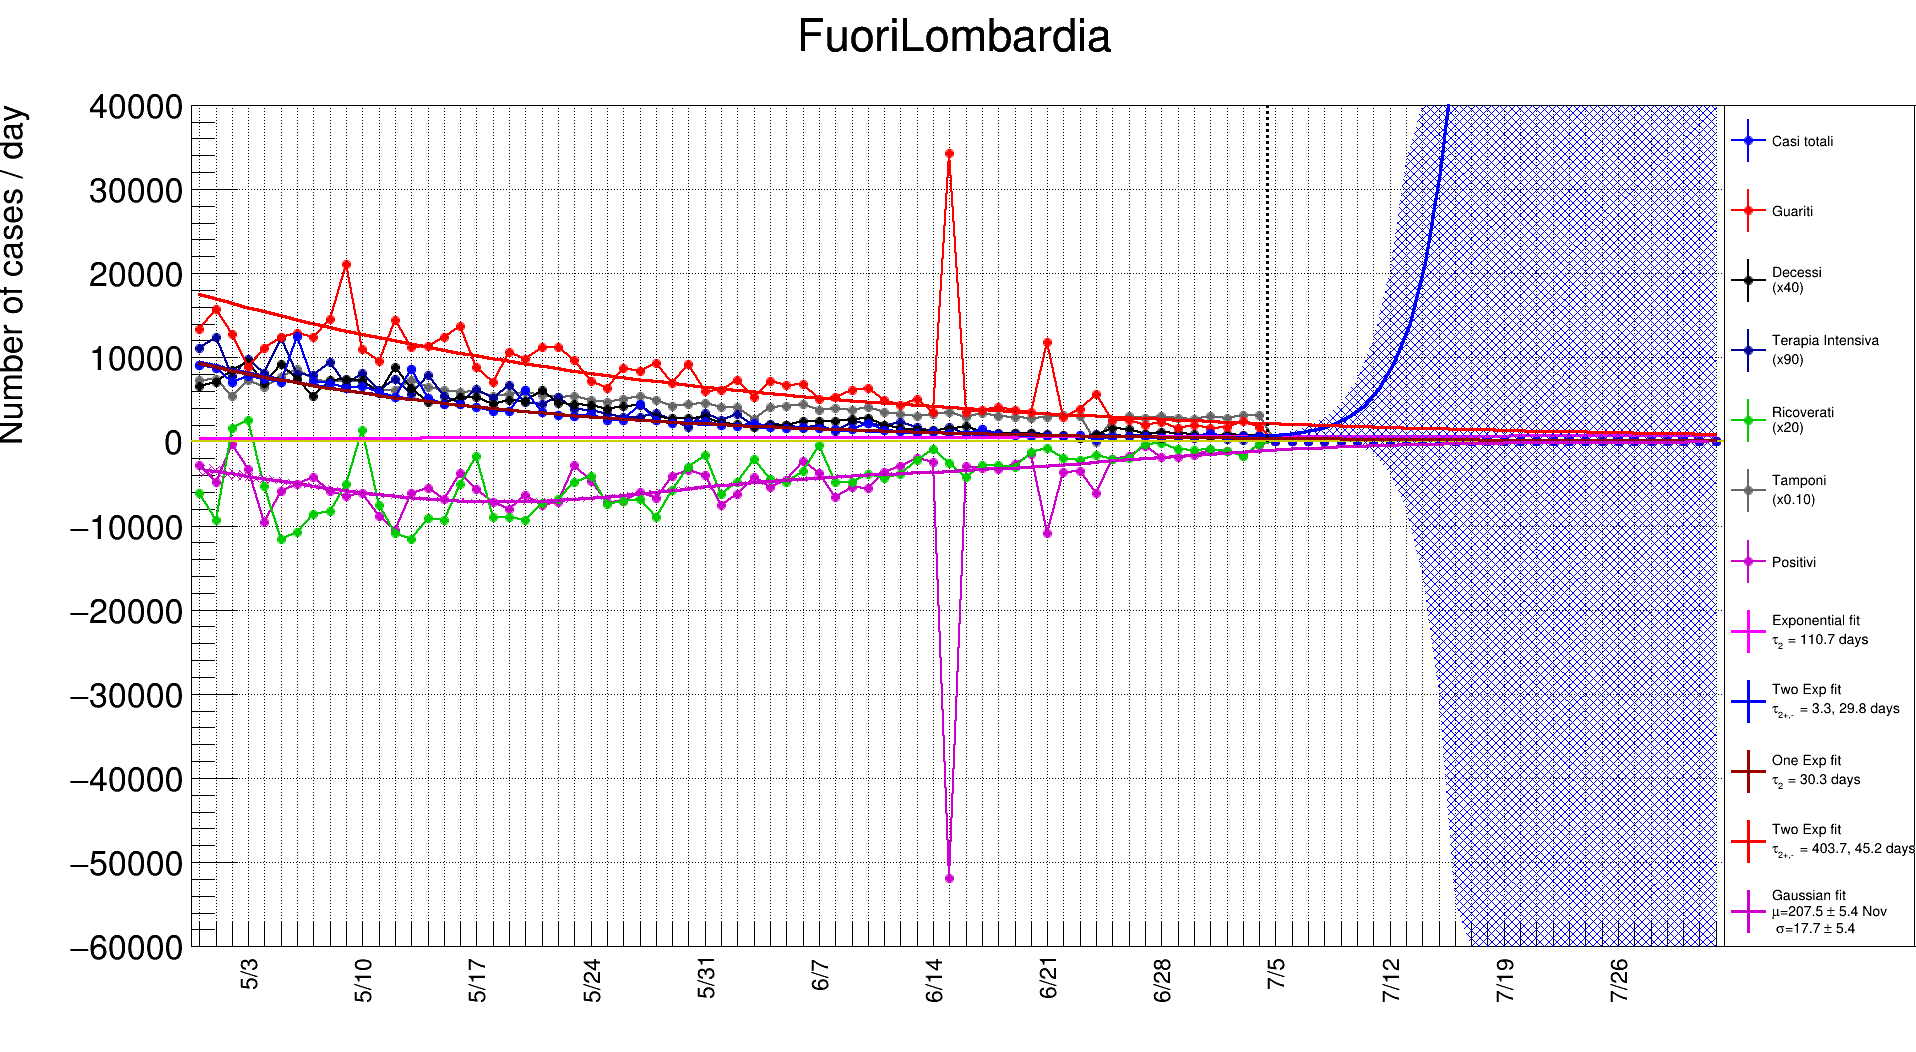 FuoriLombardia
Number of cases / day
40000
30000
20000
10000
0
−10000
−20000
−30000
−40000
−50000
−60000
5/3
5/10
5/17
5/24
5/31
6/7
6/14
6/21
6/28
7/5
7/12
7/19
7/26
Casi totali
Guariti
Decessi
(x40)
Terapia Intensiva
(x90)
Ricoverati
(x20)
Tamponi
(x0.10)
Positivi
Exponential fit
τ2 = 110.7 days
Two Exp fit
τ2+,- = 3.3, 29.8 days
One Exp fit
τ2 = 30.3 days
Two Exp fit
τ2+,- = 403.7, 45.2 days
Gaussian fit
μ=207.5 ± 5.4 Nov
σ=17.7 ± 5.4